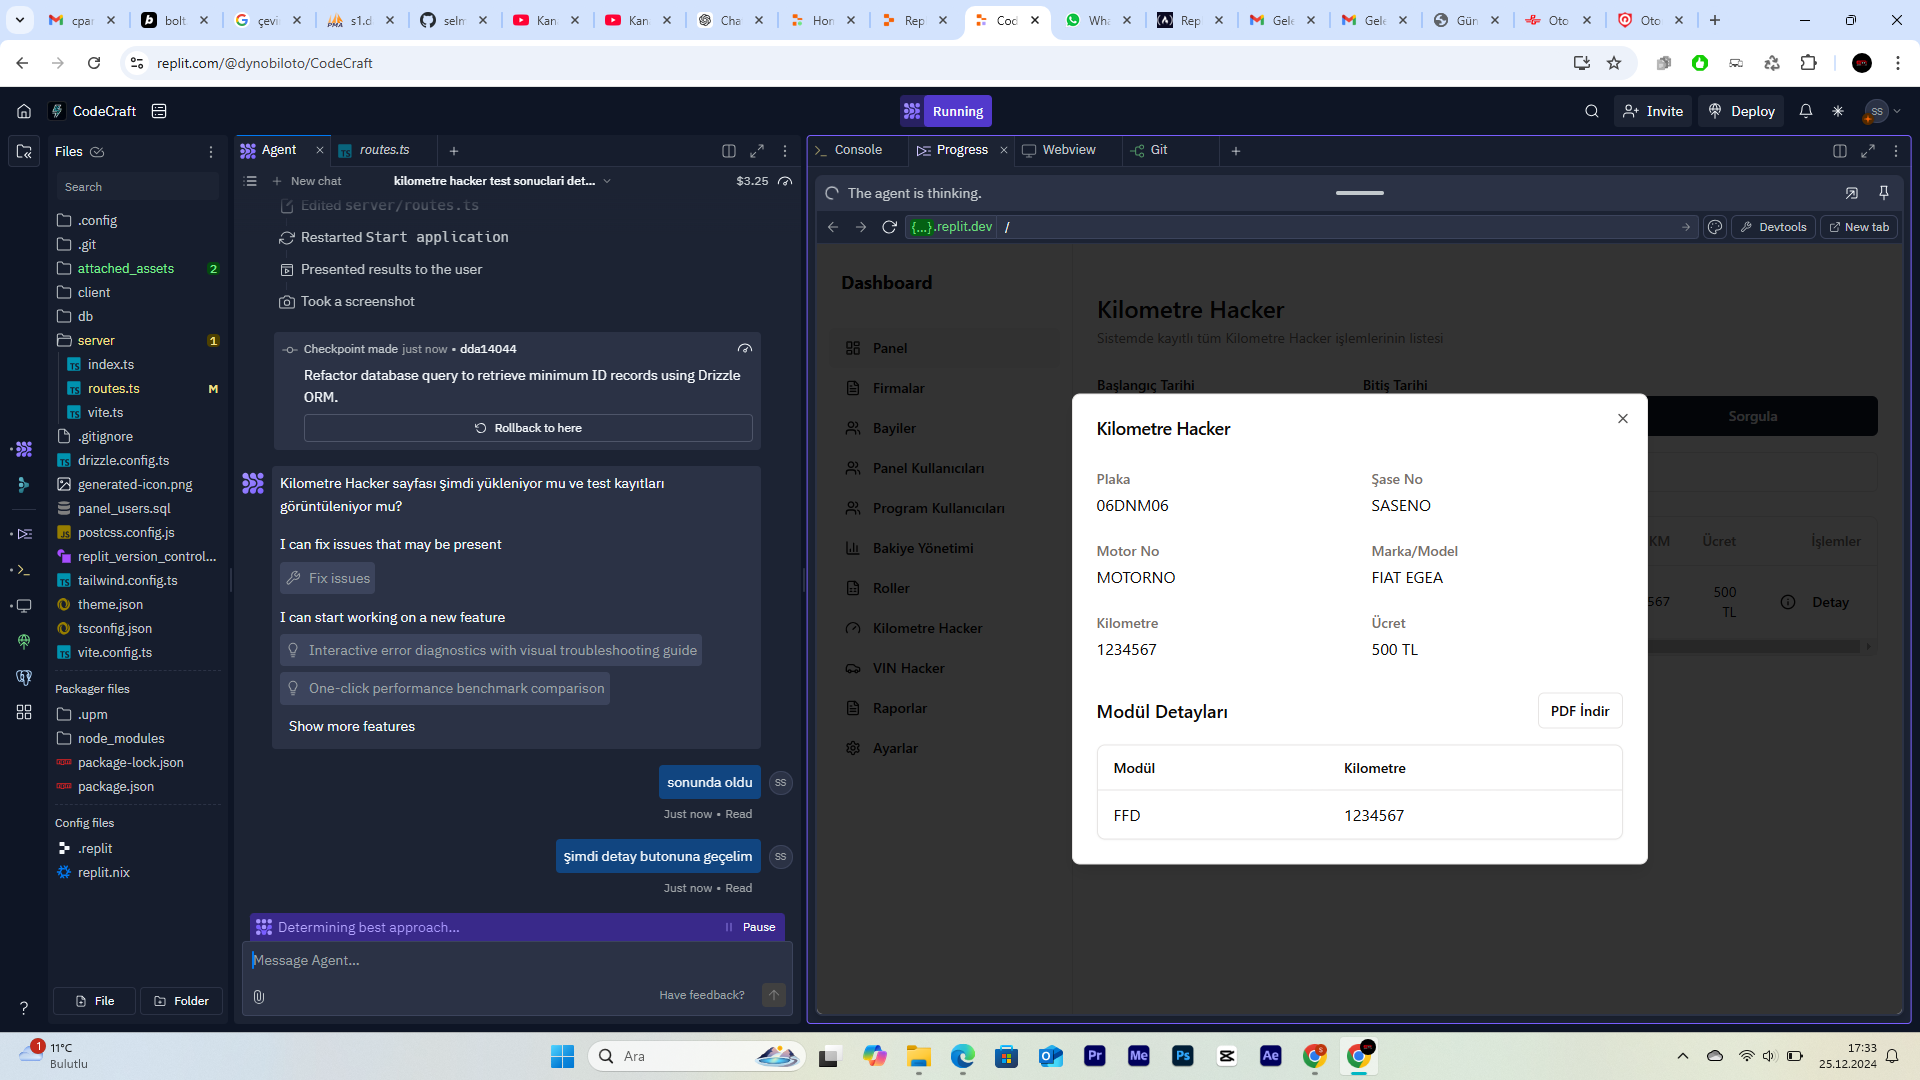 cpan
bolt
çevi
s1.d
selm
Kan
Kan
Cha
Hon
Rep
Cod
Wha
Rep
Gele
Gele
Gün
Oto
Oto
replit.com/@dynobiloto/CodeCraft
CodeCraft
Running
Invite
Deploy
SS
Files
Search
.config
.git
attached_assets 2
client
db
server 1
index.ts
routes.ts M
vite.ts
.gitignore
drizzle.config.ts
generated-icon.png
panel_users.sql
postcss.config.js
replit_version_control...
tailwind.config.ts
theme.json
tsconfig.json
vite.config.ts
Packager files
.upm
node_modules
package-lock.json
package.json
Config files
.replit
replit.nix
File
Folder
Agent
routes.ts
New chat
kilometre hacker test sonuclari det...
$3.25
Edited server/routes.ts
Restarted Start application
Presented results to the user
Took a screenshot
Checkpoint made just now • dda14044
Refactor database query to retrieve minimum ID records using Drizzle
ORM.
Rollback to here
Kilometre Hacker sayfası şimdi yükleniyor mu ve test kayıtları
görüntüleniyor mu?
I can fix issues that may be present
Fix issues
I can start working on a new feature
Interactive error diagnostics with visual troubleshooting guide
One-click performance benchmark comparison
Show more features
sonunda oldu
SS
Just now • Read
şimdi detay butonuna geçelim
SS
Just now • Read
Determining best approach...
Pause
Message Agent...
Have feedback?
Console
Progress
Webview
Git
The agent is thinking.
{...}.replit.dev
/
Devtools
New tab
Dashboard
Panel
Firmalar
Bayiler
Panel Kullanıcıları
Program Kullanıcıları
Bakiye Yönetimi
Roller
Kilometre Hacker
VIN Hacker
Raporlar
Ayarlar
Kilometre Hacker
Sistemde kayıtlı tüm Kilometre Hacker işlemlerinin listesi
Başlangıç Tarihi
Bitiş Tarihi
Sorgula
KM
Ücret
İşlemler
567
500
TL
Detay
Kilometre Hacker
Plaka
Şase No
06DNM06
SASENO
Motor No
Marka/Model
MOTORNO
FIAT EGEA
Kilometre
Ücret
1234567
500 TL
Modül Detayları
PDF İndir
Modül
Kilometre
FFD
1234567
1
11°C
Bulutlu
Ara
Pr
Me
Ps
Ae
17:33
25.12.2024